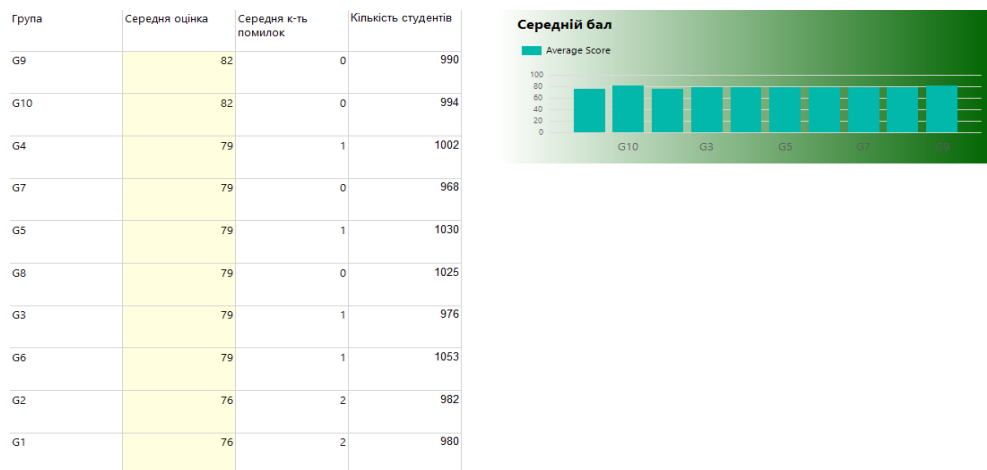 Група Середня оцінка Середня к-ть помилок Кількість студентів
G9 82 0 990
G10 82 0 994
G4 79 1 1002
G7 79 0 968
G5 79 1 1030
G8 79 0 1025
G3 79 1 976
G6 79 1 1053
G2 76 2 982
G1 76 2 980
Середній бал
Average Score
100
80
60
40
20
0
G10 G3 G5 G7 G9